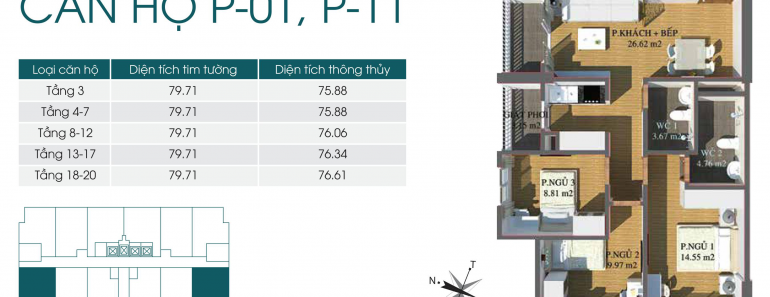 CĂN HỘ P-01, P-11
Loại căn hộ Diện tích tim tường Diện tích thông thủy
Tầng 3 79.71 75.88
Tầng 4-7 79.71 75.88
Tầng 8-12 79.71 76.06
Tầng 13-17 79.71 76.34
Tầng 18-20 79.71 76.61
P.KHÁCH + BẾP
26.62 m2
GIẶT PHƠI
WC 1
3.67 m2
WC 2
4.76 m2
P.NGỦ 3
8.81 m2
P.NGỦ 2
9.97 m2
P.NGỦ 1
14.55 m2
T
N